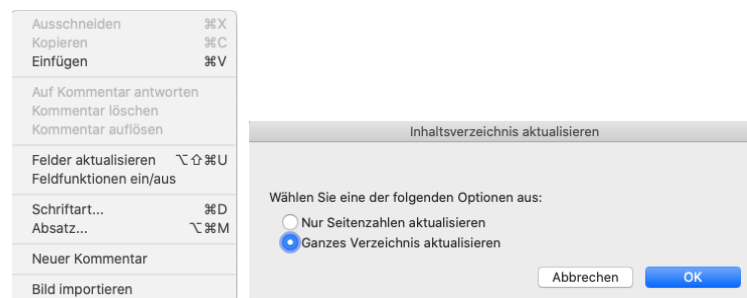 Ausschneiden ⌘X
Kopieren ⌘C
Einfügen ⌘V
Auf Kommentar antworten
Kommentar löschen
Kommentar auflösen
Felder aktualisieren ⌥⇧⌘U
Feldfunktionen ein/aus
Schriftart... ⌘D
Absatz... ⌥⌘M
Neuer Kommentar
Bild importieren
Inhaltsverzeichnis aktualisieren
Wählen Sie eine der folgenden Optionen aus:
Nur Seitenzahlen aktualisieren
Ganzes Verzeichnis aktualisieren
Abbrechen OK